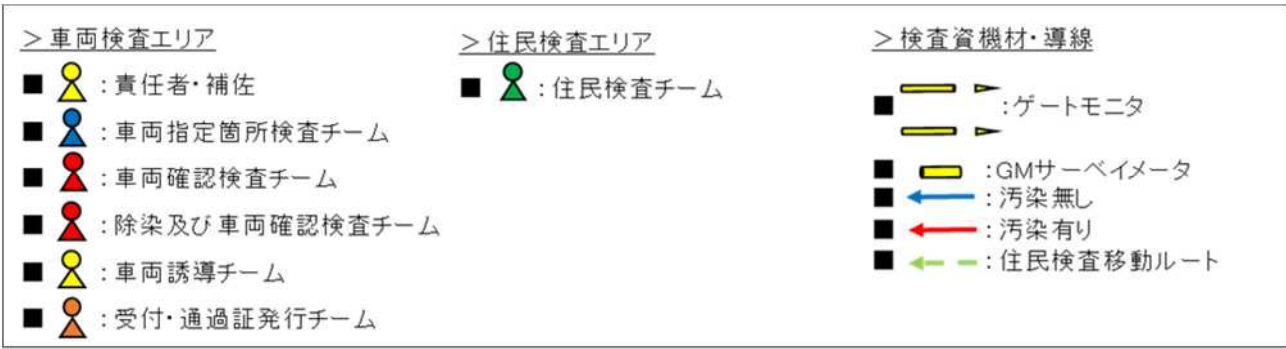 ＞車両検査エリア
■ ：責任者・補佐
■ ：車両指定箇所検査チーム
■ ：車両確認検査チーム
■ ：除染及び車両確認検査チーム
■ ：車両誘導チーム
■ ：受付・通過証発行チーム
＞住民検査エリア
■ ：住民検査チーム
＞検査資機材・導線
■ ：ゲートモニタ
■ ：GMサーベイメータ
■ ：汚染無し
■ ：汚染有り
■ ：住民検査移動ルート